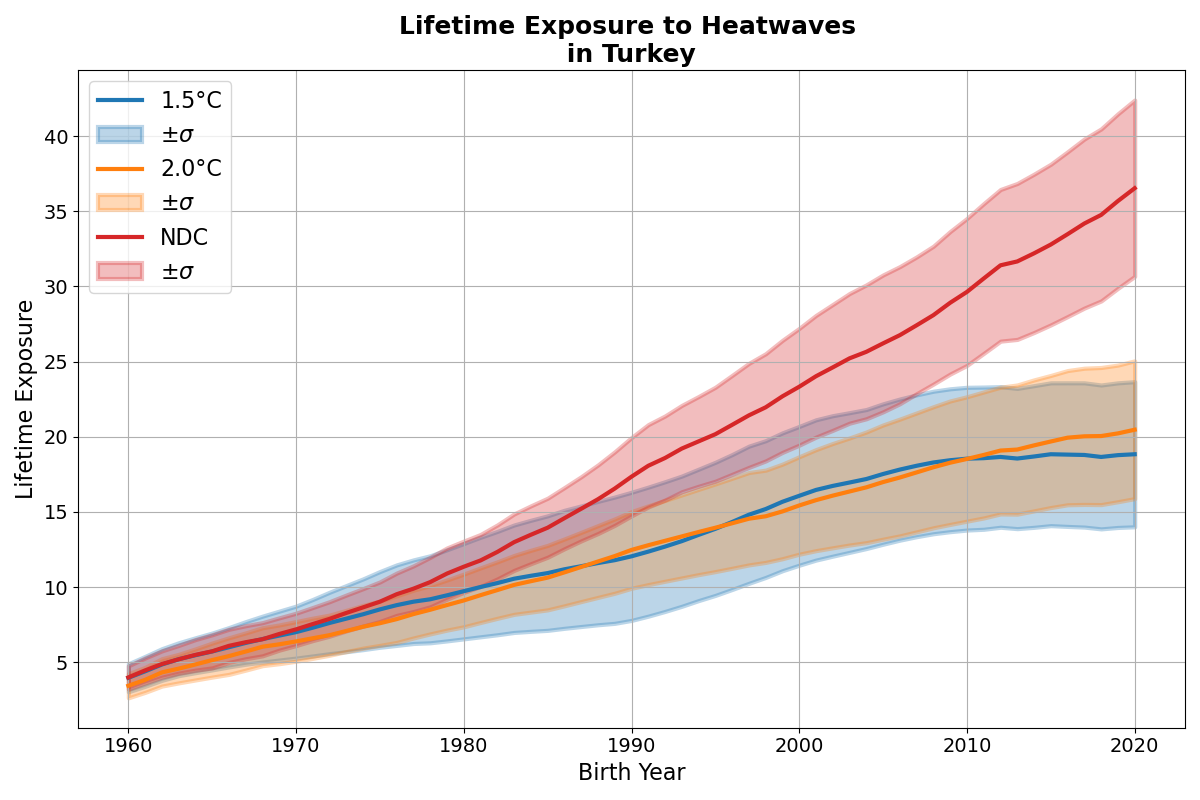 Lifetime Exposure to Heatwaves
in Turkey
1.5°C
±σ
2.0°C
±σ
NDC
±σ
40
35
30
25
20
15
10
5
Lifetime Exposure
1960 1970 1980 1990 2000 2010 2020
Birth Year